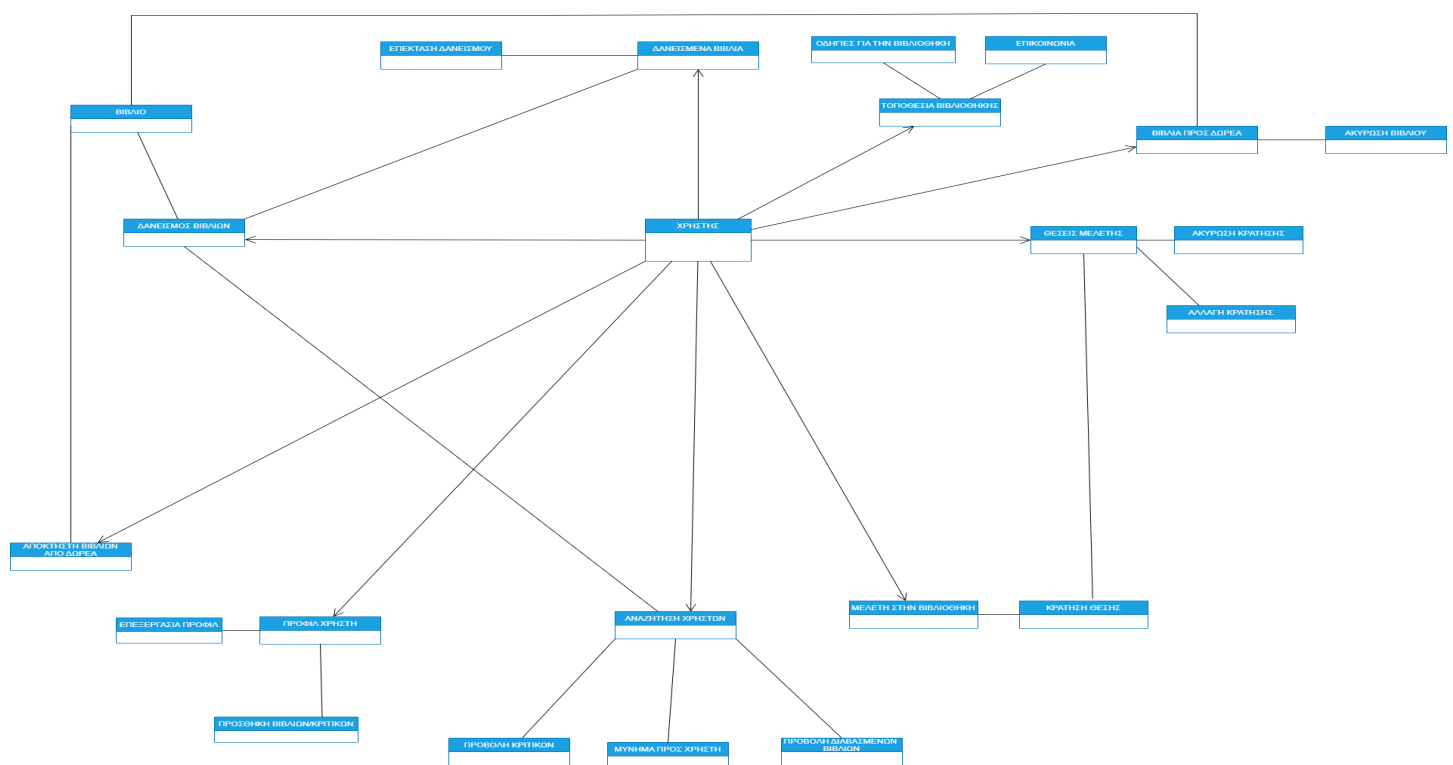 ΕΠΕΚΤΑΣΗ ΔΑΝΕΙΣΜΟΥ
ΔΑΝΕΙΣΜΕΝΑ ΒΙΒΛΙΑ
ΟΔΗΓΙΕΣ ΓΙΑ ΤΗΝ ΒΙΒΛΙΟΘΗΚΗ
ΕΠΙΚΟΙΝΩΝΙΑ
ΒΙΒΛΙΟ
ΤΟΠΟΘΕΣΙΑ ΒΙΒΛΙΟΘΗΚΗΣ
ΒΙΒΛΙΑ ΠΡΟΣ ΔΩΡΕΑ
ΑΚΥΡΩΣΗ ΒΙΒΛΙΟΥ
ΔΑΝΕΙΣΜΟΣ ΒΙΒΛΙΩΝ
ΧΡΗΣΤΗΣ
ΘΕΣΕΙΣ ΜΕΛΕΤΗΣ
ΑΚΥΡΩΣΗ ΚΡΑΤΗΣΗΣ
ΑΛΛΑΓΗ ΚΡΑΤΗΣΗΣ
ΑΠΟΚΤΗΣΤΗ ΒΙΒΛΙΩΝ
ΑΠΟ ΔΩΡΕΑ
ΕΠΕΞΕΡΓΑΣΙΑ ΠΡΟΦΙΛ
ΠΡΟΦΙΛ ΧΡΗΣΤΗ
ΑΝΑΖΗΤΗΣΗ ΧΡΗΣΤΩΝ
ΜΕΛΕΤΗ ΣΤΗΝ ΒΙΒΛΙΟΘΗΚΗ
ΚΡΑΤΗΣΗ ΘΕΣΗΣ
ΠΡΟΣΘΗΚΗ ΒΙΒΛΙΩΝ/ΚΡΙΤΙΚΩΝ
ΠΡΟΒΟΛΗ ΚΡΙΤΙΚΩΝ
ΜΥΝΗΜΑ ΠΡΟΣ ΧΡΗΣΤΗ
ΠΡΟΒΟΛΗ ΔΙΑΒΑΣΜΕΝΩΝ
ΒΙΒΛΙΩΝ